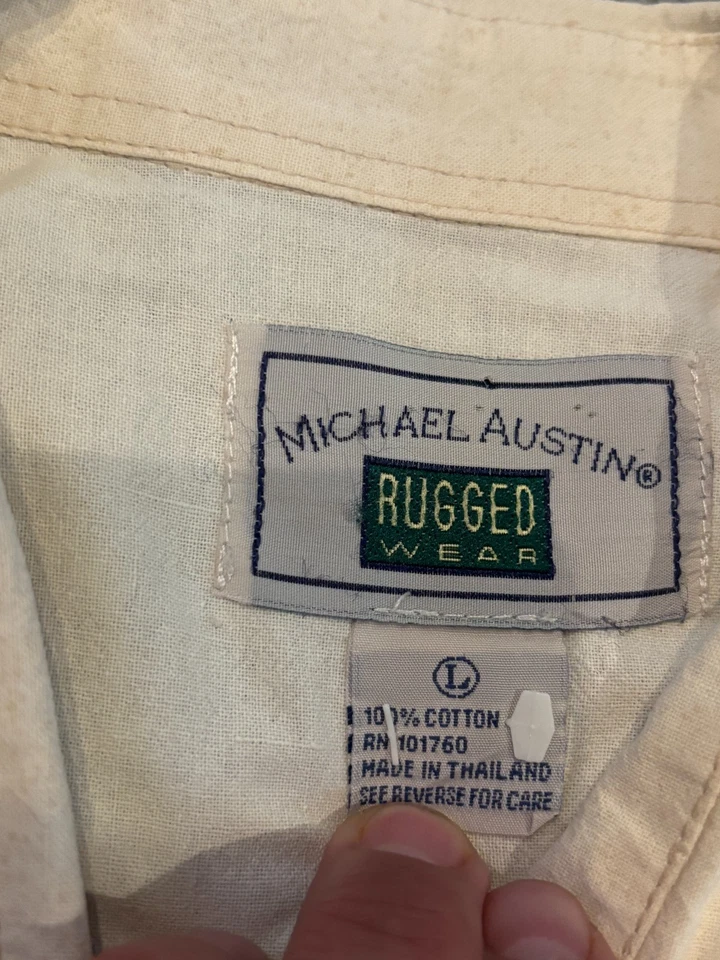 MICHAEL AUSTIN®
RUGGED
WEAR
L
100% COTTON
RN 101760
MADE IN THAILAND
SEE REVERSE FOR CARE